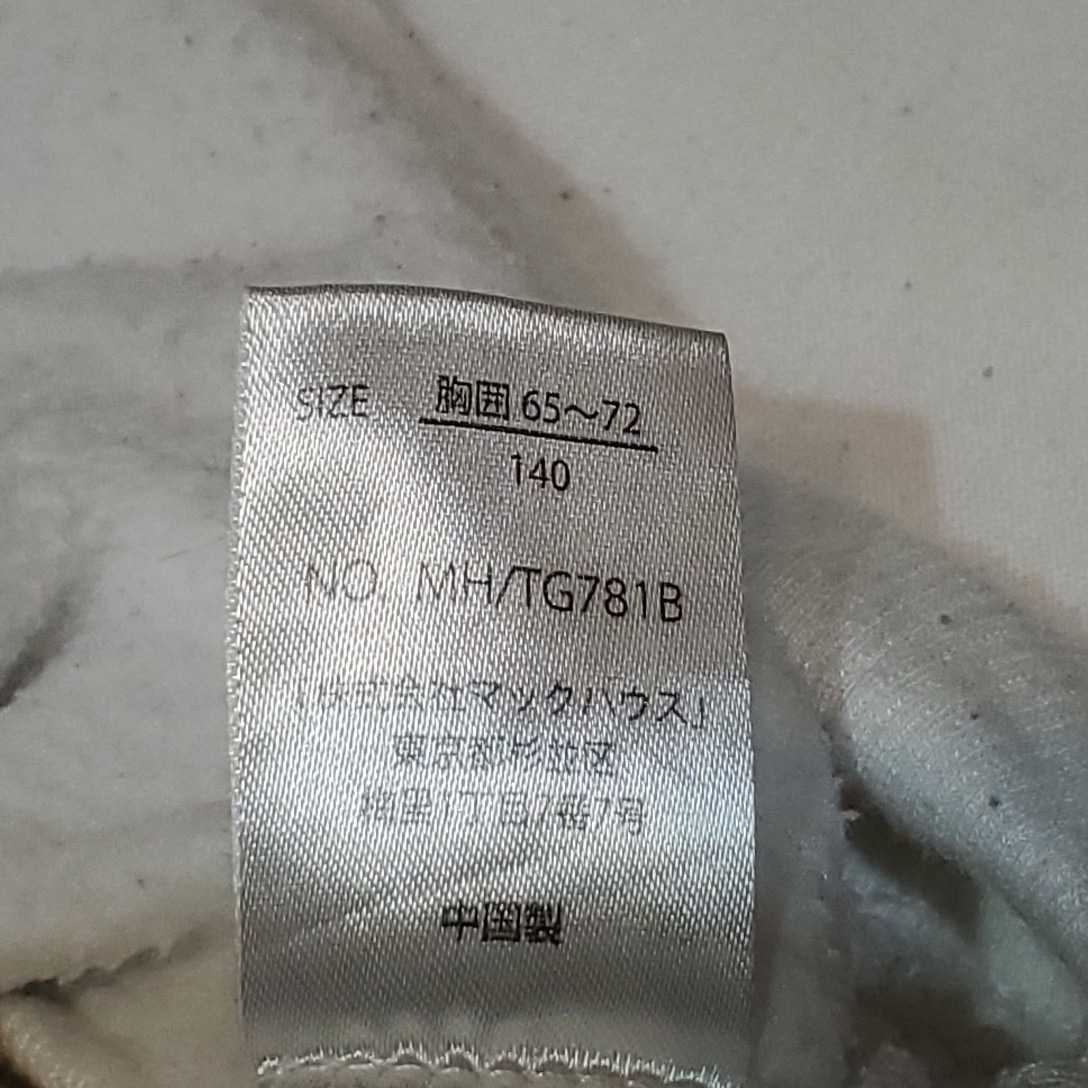 SIZE 胸囲 65～72
140
NO. MH/TG781B
「株式会社マックハウス」
東京都杉並区
梅里1丁目7番7号
中国製